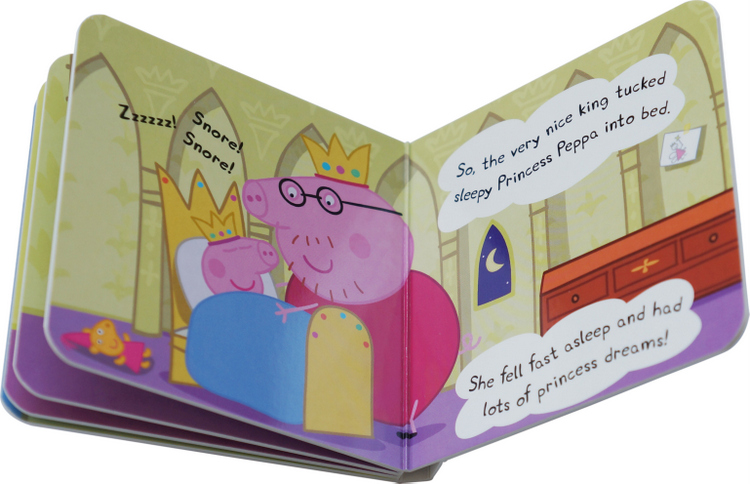 Zzzzzz!
Snore!
Snore!
So, the very nice king tucked
sleepy Princess Peppa into bed.
She fell fast asleep and had
lots of princess dreams!